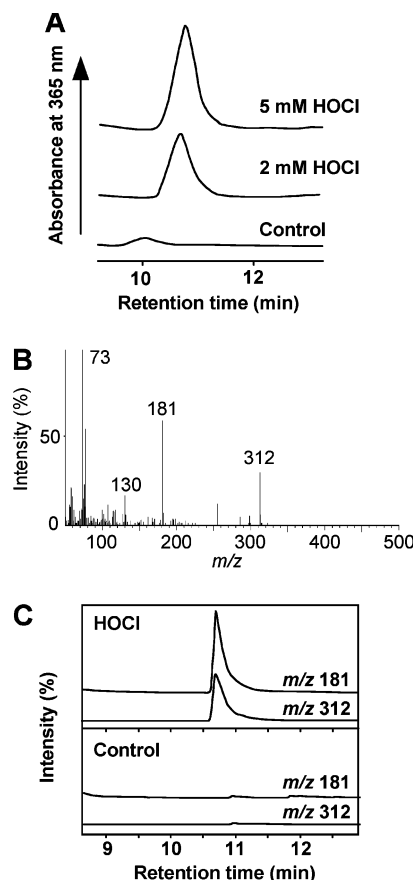 A
Absorbance at 365 nm
5 mM HOCl
2 mM HOCl
Control
10 12
Retention time (min)
B
Intensity (%)
50
0
73
181
312
130
100 200 300 400 500
m/z
C
Intensity (%)
HOCl
m/z 181
m/z 312
Control
m/z 181
m/z 312
9 10 11 12
Retention time (min)